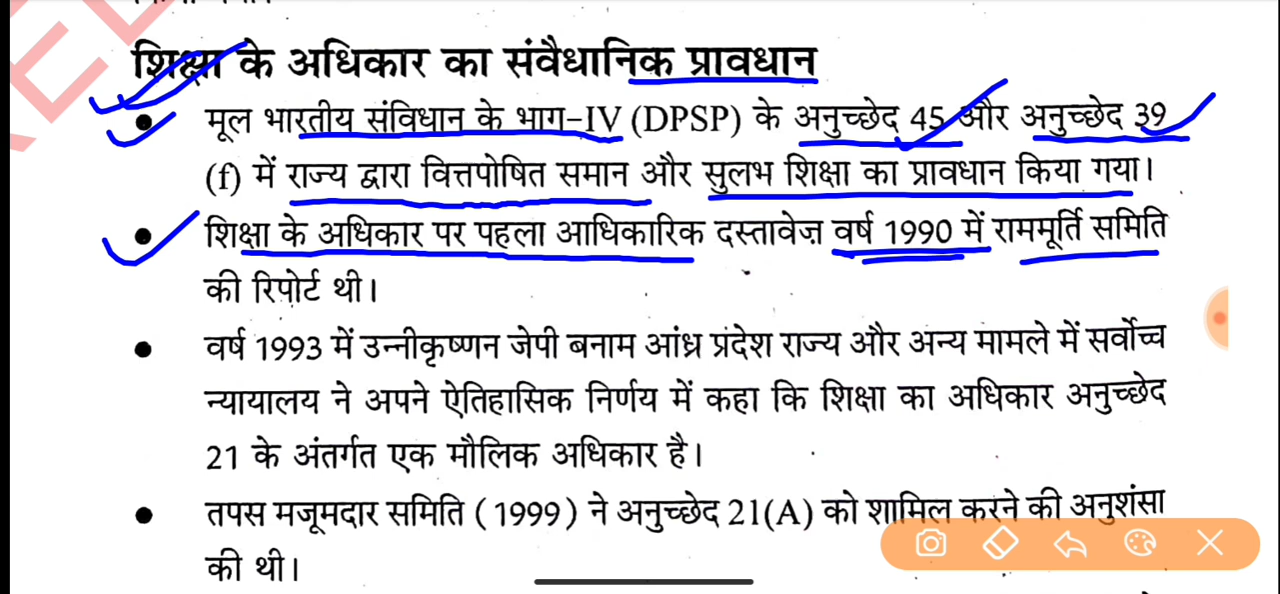 शिक्षा के अधिकार का संवैधानिक प्रावधान
• मूल भारतीय संविधान के भाग-IV (DPSP) के अनुच्छेद 45 और अनुच्छेद 39
(f) में राज्य द्वारा वित्तपोषित समान और सुलभ शिक्षा का प्रावधान किया गया।
• शिक्षा के अधिकार पर पहला आधिकारिक दस्तावेज़ वर्ष 1990 में राममूर्ति समिति
की रिपोर्ट थी।
• वर्ष 1993 में उन्नीकृष्णन जेपी बनाम आंध्र प्रदेश राज्य और अन्य मामले में सर्वोच्च
न्यायालय ने अपने ऐतिहासिक निर्णय में कहा कि शिक्षा का अधिकार अनुच्छेद
21 के अंतर्गत एक मौलिक अधिकार है।
• तपस मजूमदार समिति (1999) ने अनुच्छेद 21(A) को शामिल करने की अनुशंसा
की थी।